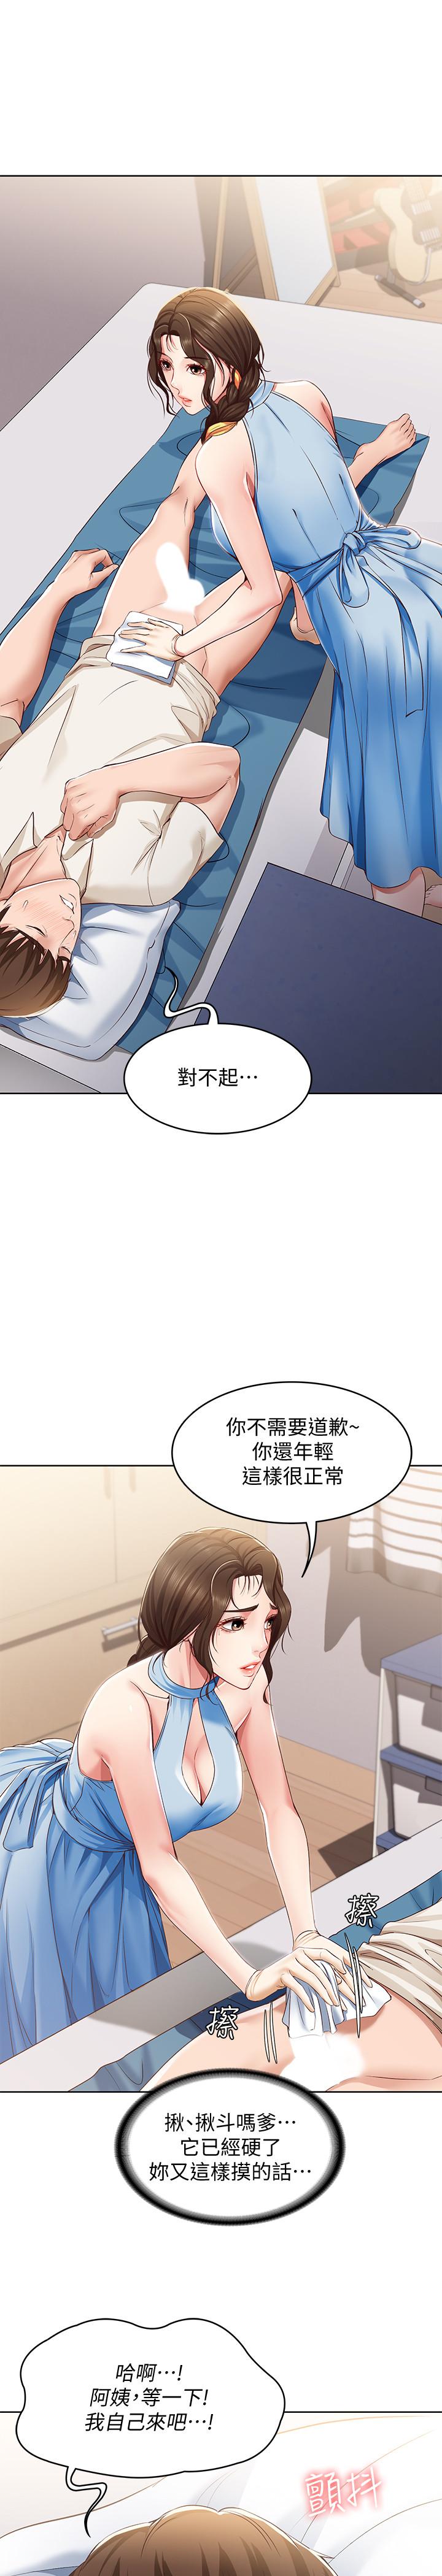 對不起⋯
你不需要道歉~
你還年輕
這樣很正常
擦
擦
揪、揪斗嗎爹⋯
它已經硬了
妳又這樣摸的話⋯
哈啊⋯!
阿姨,等一下!
我自己來吧⋯!
顫抖